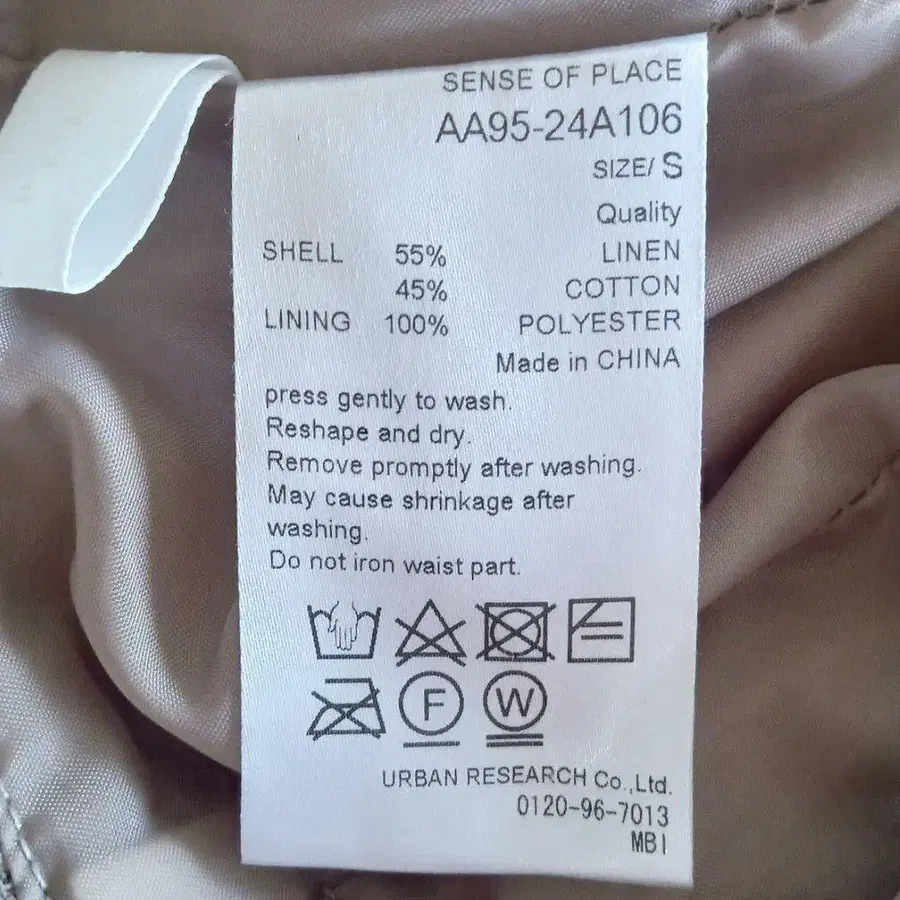 SENSE OF PLACE
AA95-24A106
SIZE/ S
Quality
SHELL 55% LINEN
45% COTTON
LINING 100% POLYESTER
Made in CHINA
press gently to wash.
Reshape and dry.
Remove promptly after washing.
May cause shrinkage after
washing.
Do not iron waist part.
F W
URBAN RESEARCH Co.,Ltd.
0120-96-7013
MBI